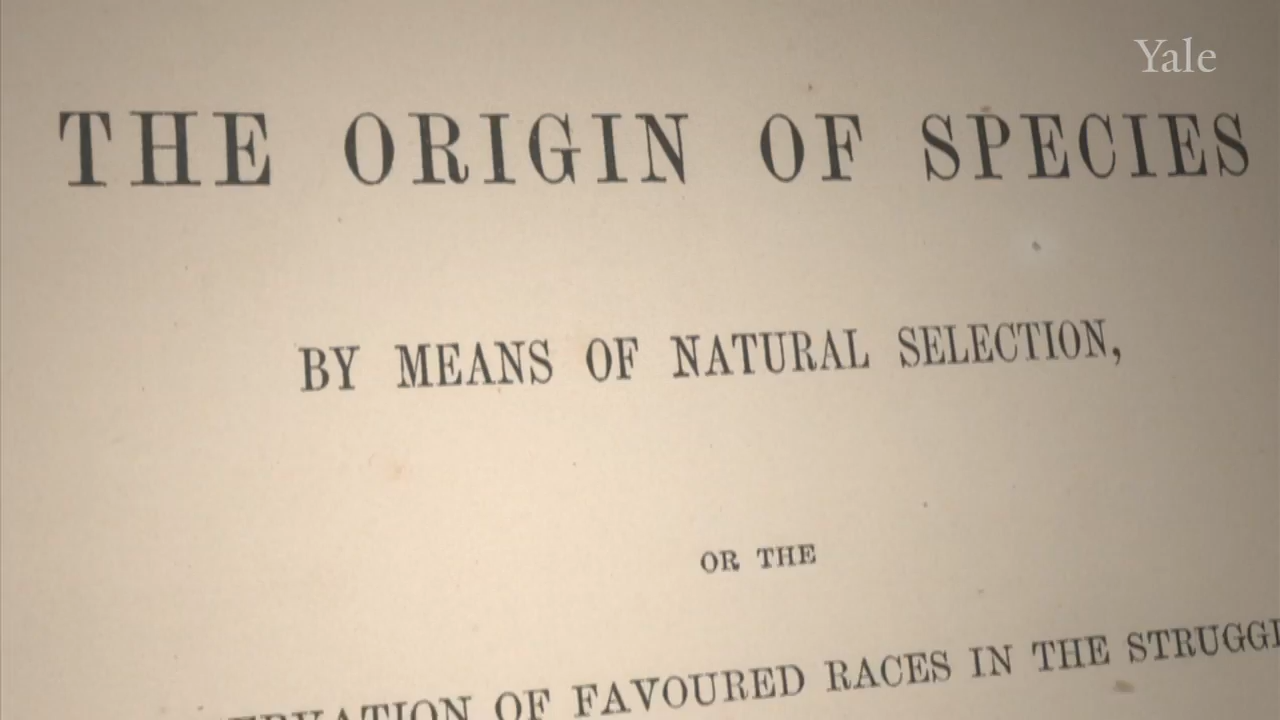 Yale
THE ORIGIN OF SPECIES
BY MEANS OF NATURAL SELECTION,
OR THE
OF FAVOURED RACES IN THE